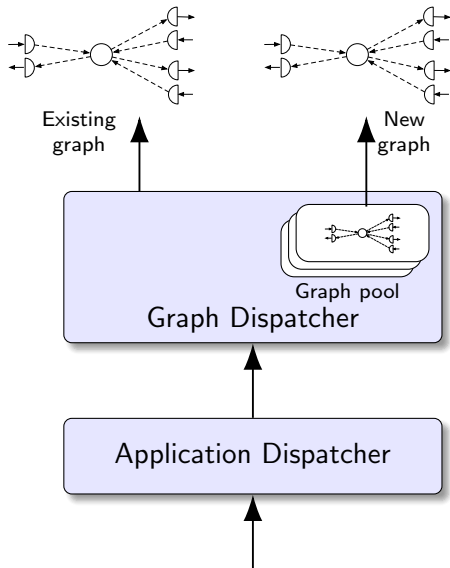 Existing
graph
New
graph
Graph pool
Graph Dispatcher
Application Dispatcher